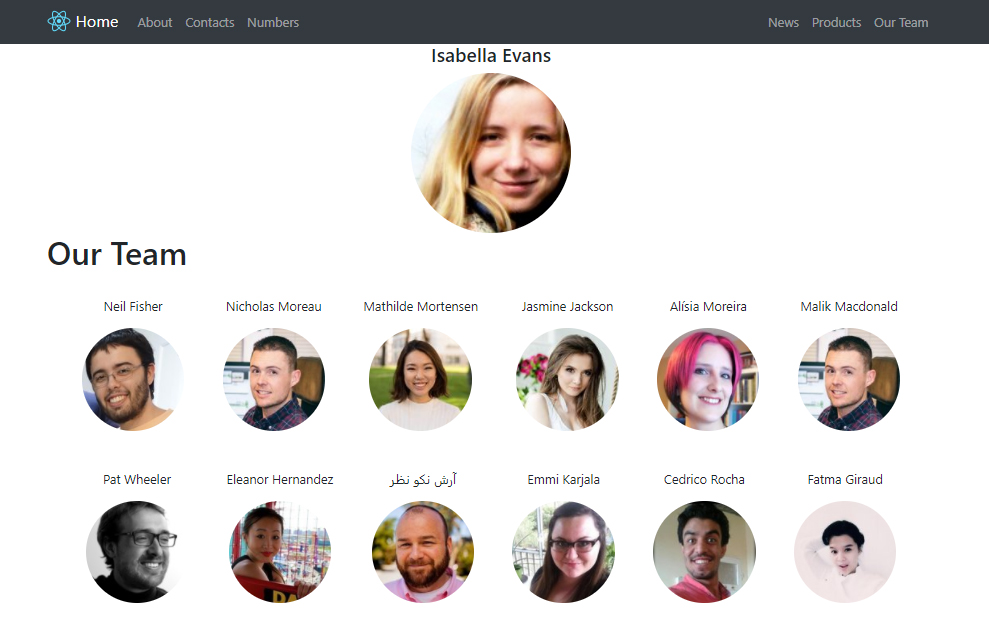 Home About Contacts Numbers News Products Our Team
Isabella Evans
Our Team
Neil Fisher Nicholas Moreau Mathilde Mortensen Jasmine Jackson Alísia Moreira Malik Macdonald
Pat Wheeler Eleanor Hernandez آرش نكو نظر Emmi Karjala Cedrico Rocha Fatma Giraud